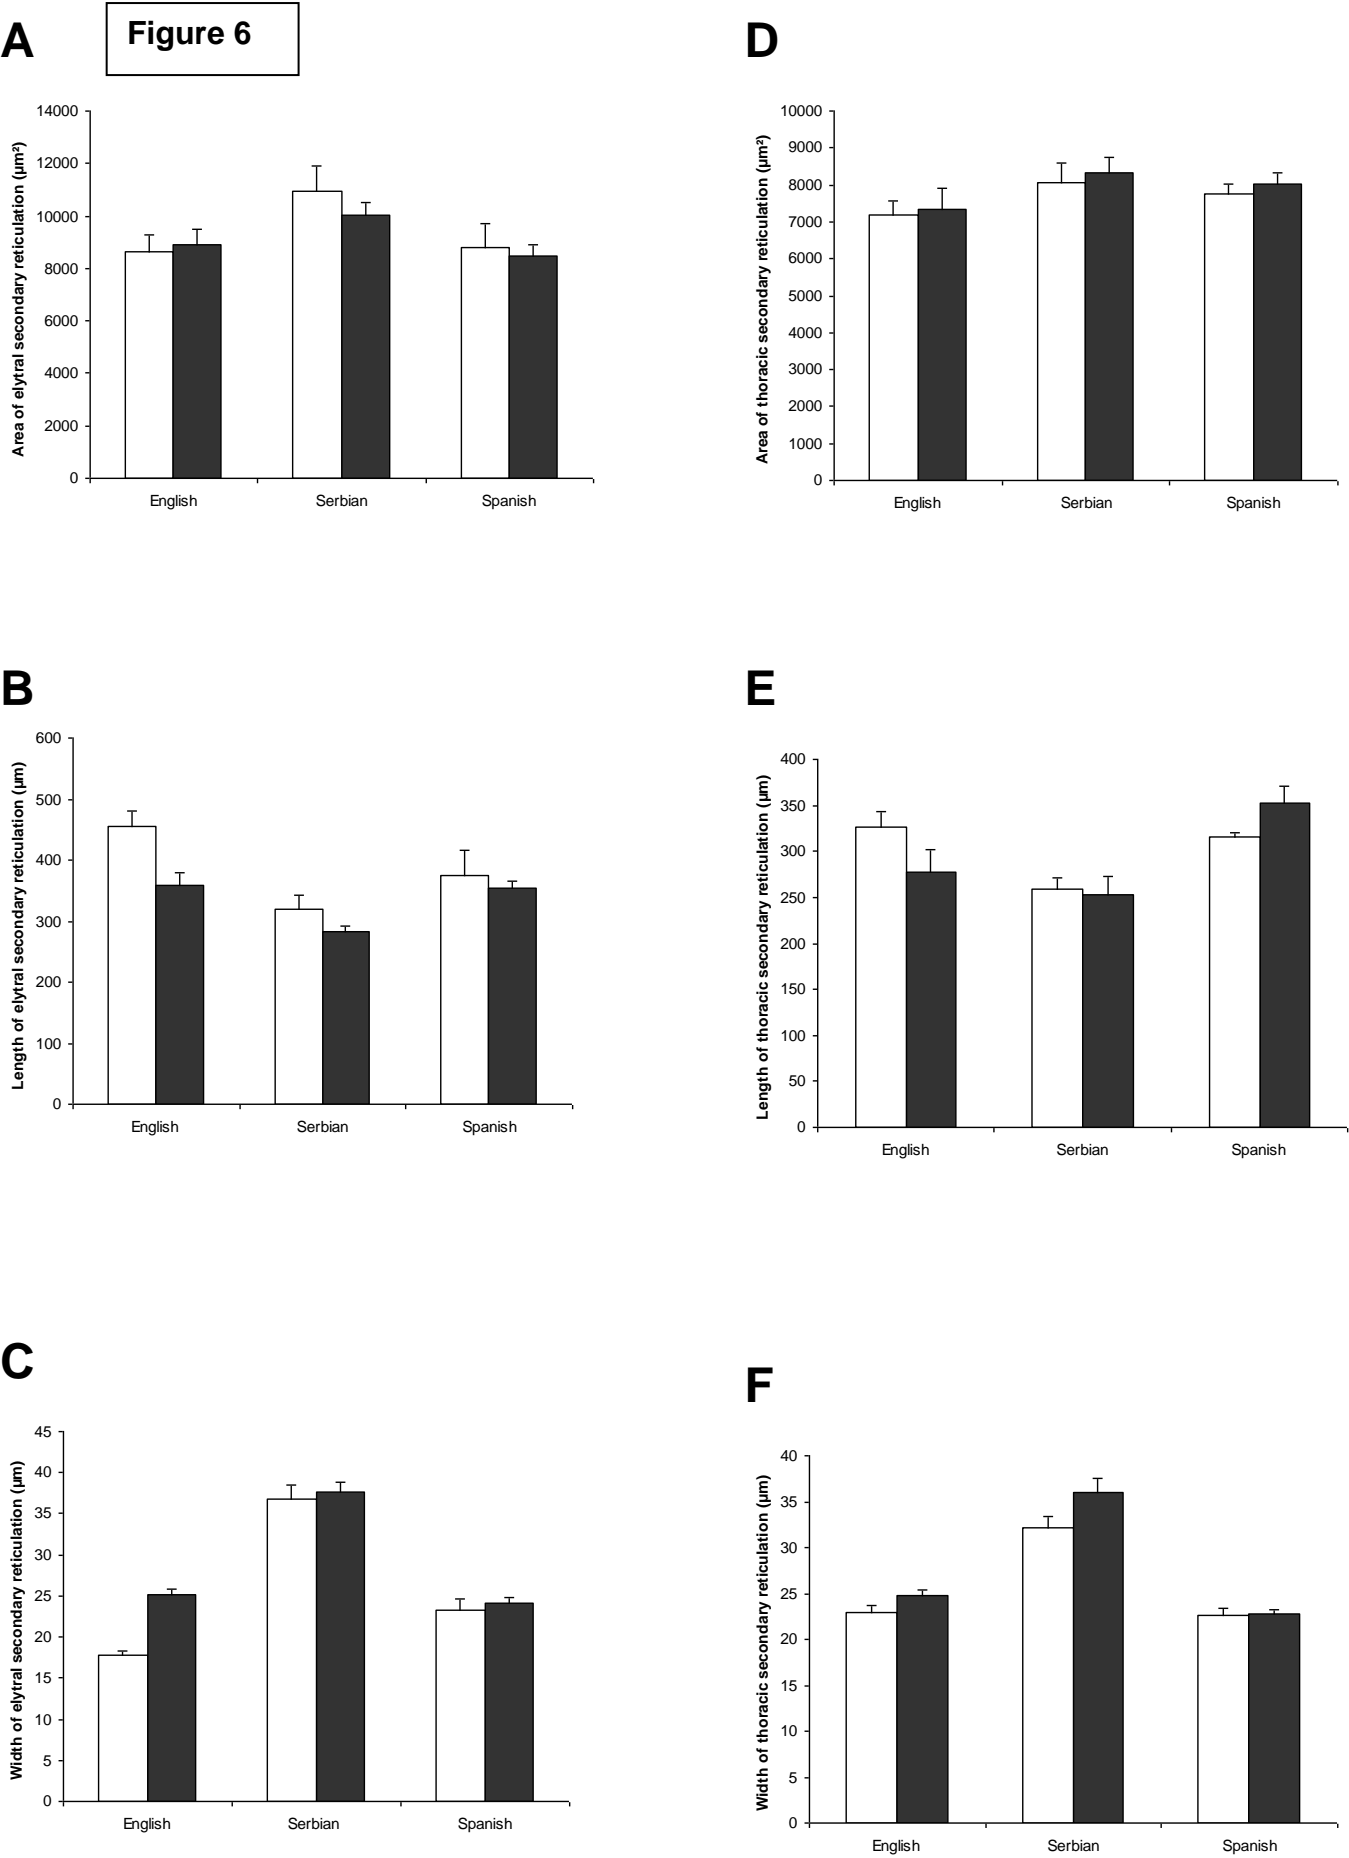 Figure 6
A
Area of elytral secondary reticulation (µm²)
14000
12000
10000
8000
6000
4000
2000
0
English Serbian Spanish
D
Area of thoracic secondary reticulation (µm²)
10000
9000
8000
7000
6000
5000
4000
3000
2000
1000
0
English Serbian Spanish
B
Length of elytral secondary reticulation (µm)
600
500
400
300
200
100
0
English Serbian Spanish
E
Length of thoracic secondary reticulation (µm)
400
350
300
250
200
150
100
50
0
English Serbian Spanish
C
Width of elytral secondary reticulation (µm)
45
40
35
30
25
20
15
10
5
0
English Serbian Spanish
F
Width of thoracic secondary reticulation (µm)
40
35
30
25
20
15
10
5
0
English Serbian Spanish